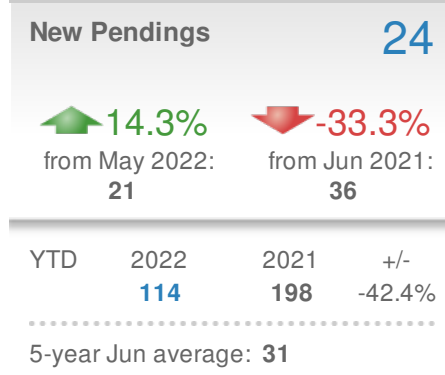 New Pendings 24
14.3% -33.3%
from May 2022: from Jun 2021:
21 36
YTD 2022 2021 +/-
114 198 -42.4%
5-year Jun average: 31